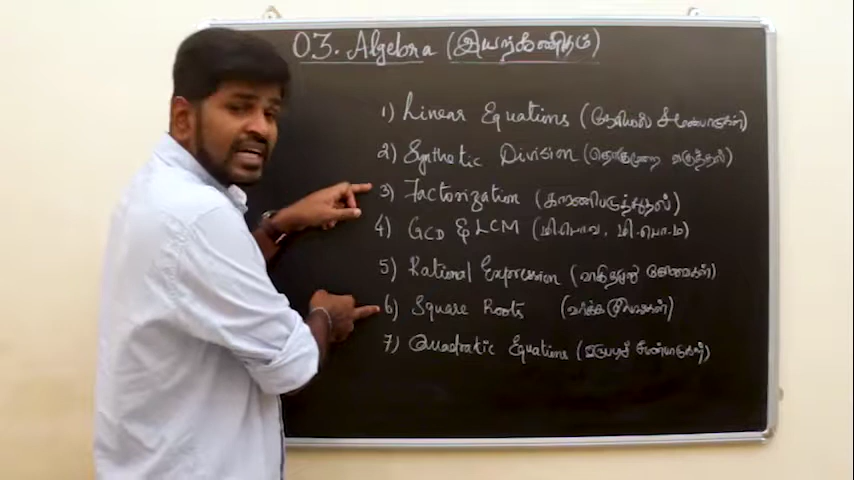 03. Algebra (இயற்கணிதம்)
1) Linear Equations (நேரியல் சமன்பாடுகள்)
2) Synthetic Division (தொகுமுறை வகுத்தல்)
3) Factorization (காரணிபடுத்துதல்)
4) GCD & LCM (மீ.பொ.வ, மீ.பொ.ம)
5) Rational Expression (விகிதமுறு கோவைகள்)
6) Square Roots (வர்க்க மூலங்கள்)
7) Quadratic Equations (இருபடிச் சமன்பாடுகள்)